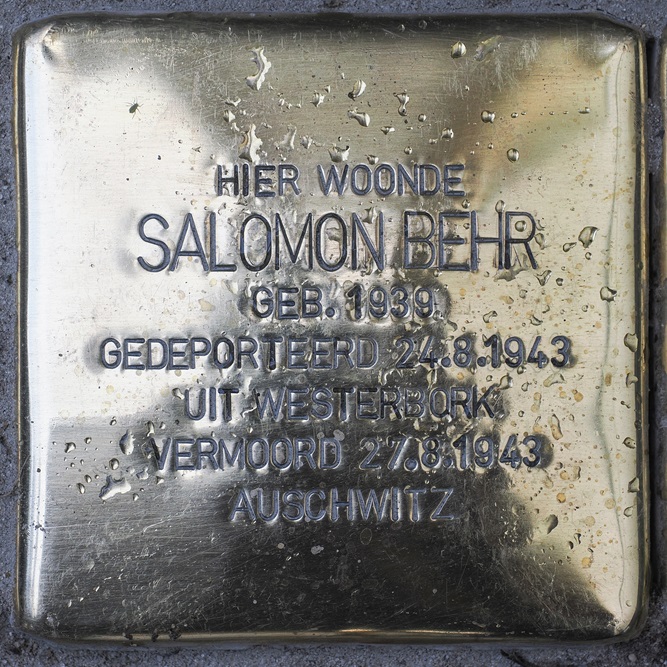 HIER WOONDE
SALOMON BEHR
GEB. 1939
GEDEPORTEERD 24.8.1943
UIT WESTERBORK
VERMOORD 27.8.1943
AUSCHWITZ